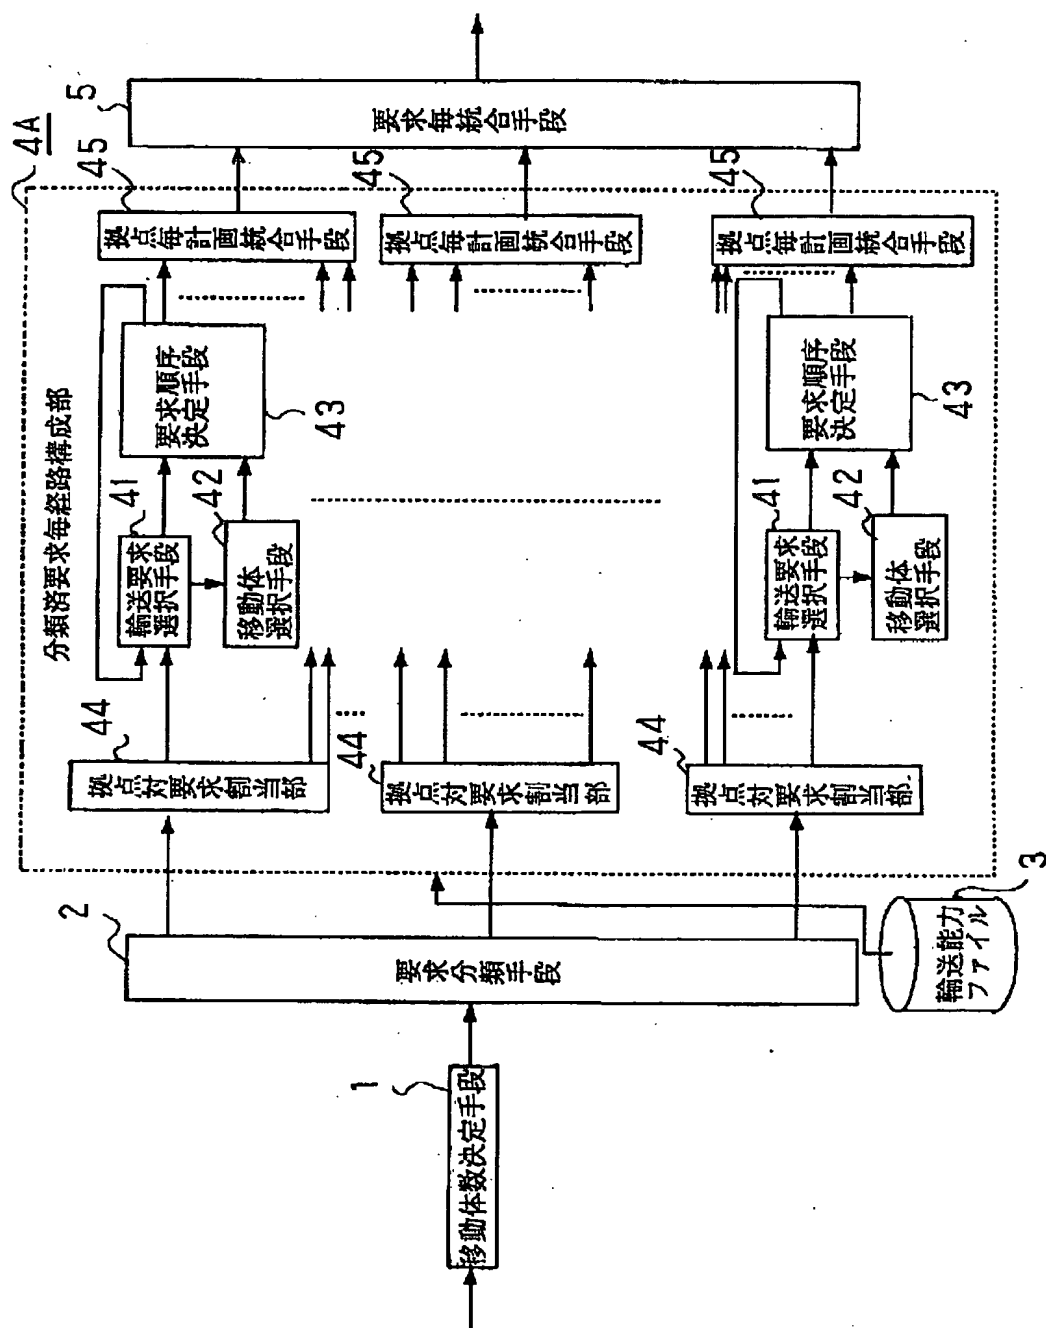 移動体数決定手段
1
要求分類手段
2
輸送能力
ファイル
3
分類済要求毎経路構成部
4A
拠点対要求割当部
44
輸送要求
選択手段
41
移動体
選択手段
42
要求順序
決定手段
43
拠点毎計画統合手段
45
拠点対要求割当部
44
拠点毎計画統合手段
45
拠点対要求割当部
44
輸送要求
選択手段
41
移動体
選択手段
42
要求順序
決定手段
43
拠点毎計画統合手段
45
要求毎統合手段
5